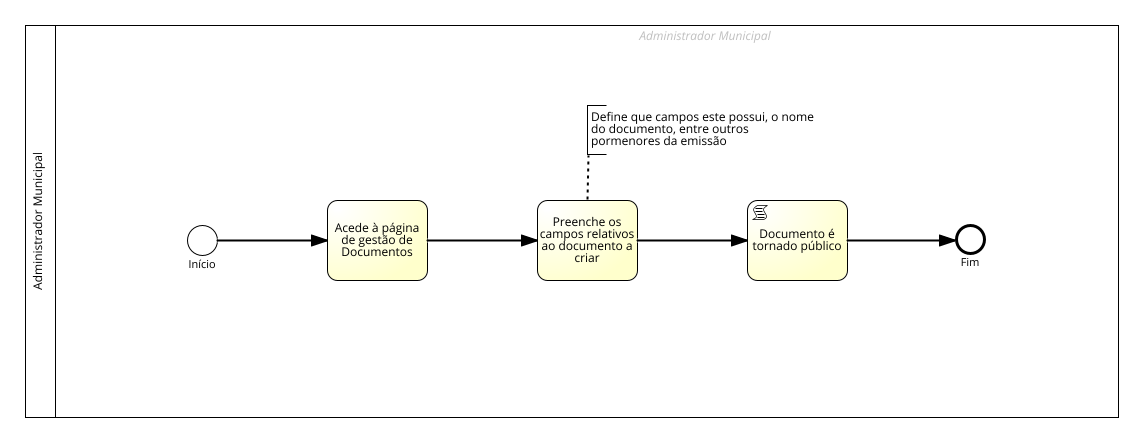 Administrador Municipal
Administrador Municipal
Define que campos este possui, o nome
do documento, entre outros
pormenores da emissão
Início
Acede à página
de gestão de
Documentos
Preenche os
campos relativos
ao documento a
criar
Documento é
tornado público
Fim